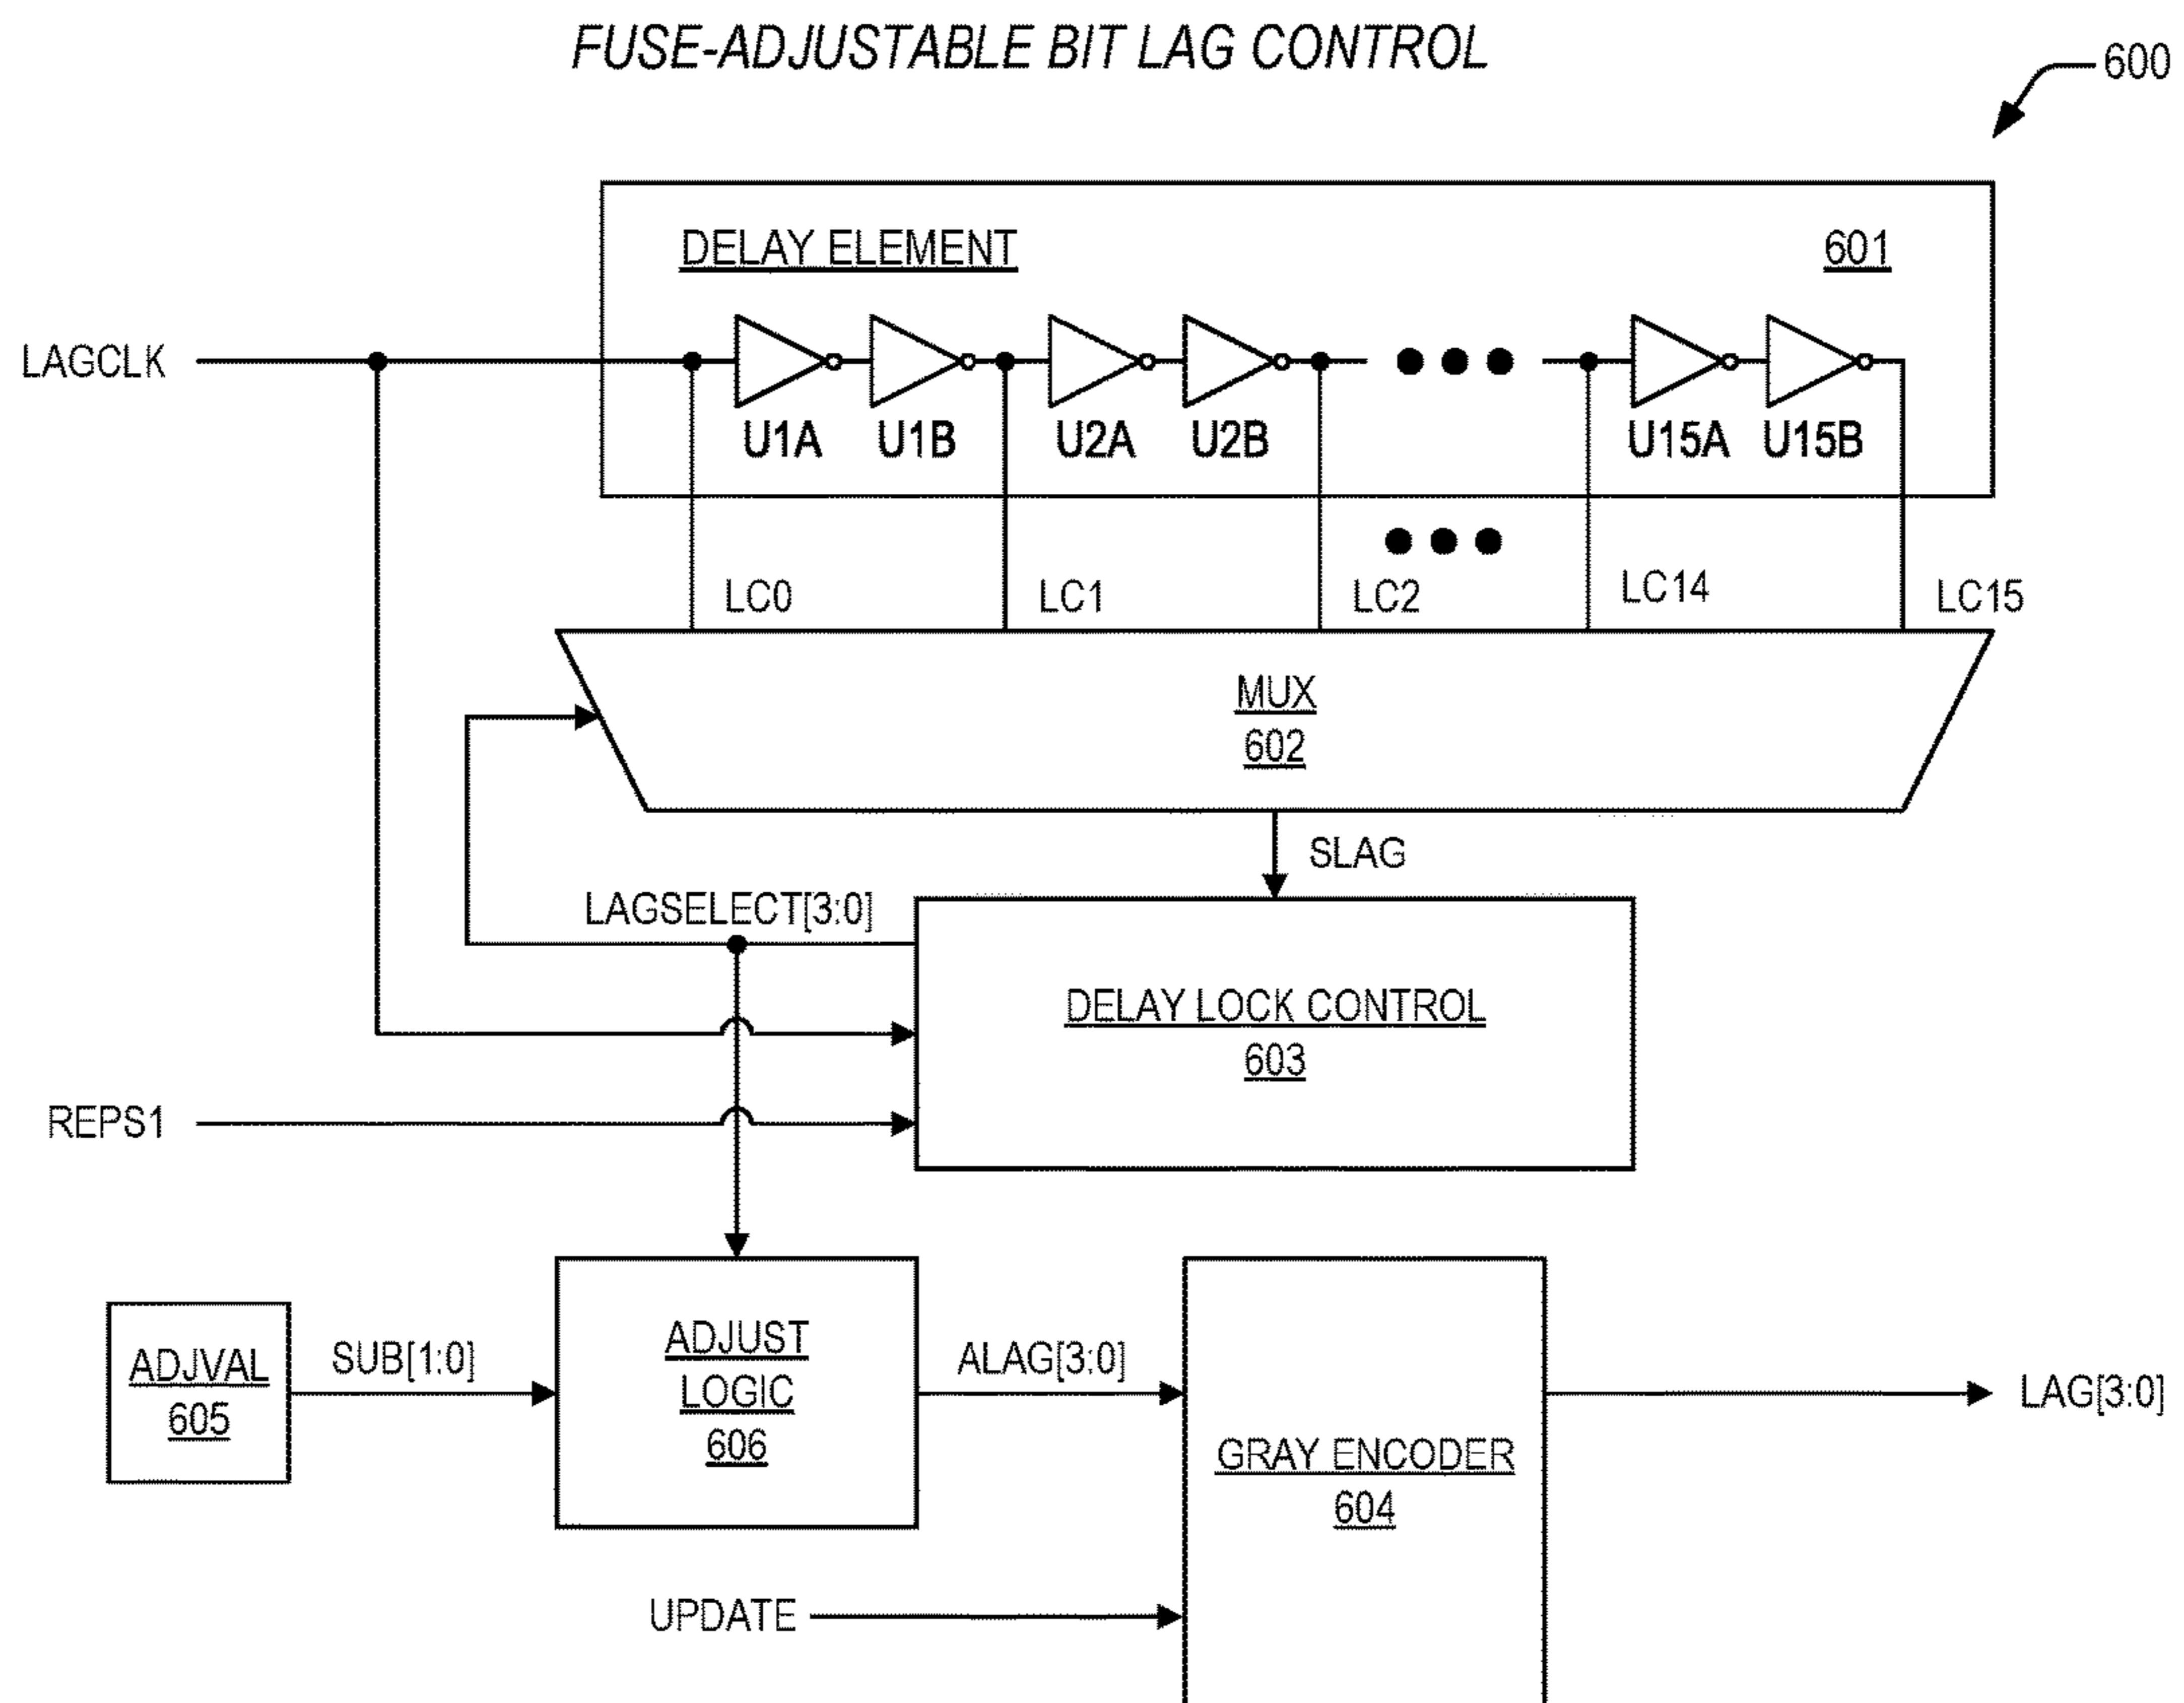 FUSE-ADJUSTABLE BIT LAG CONTROL
600
DELAY ELEMENT
601
LAGCLK
U1A
U1B
U2A
U2B
U15A
U15B
LC0
LC1
LC2
LC14
LC15
MUX
602
SLAG
LAGSELECT[3:0]
DELAY LOCK CONTROL
603
REPS1
ADJVAL
605
SUB[1:0]
ADJUST
LOGIC
606
ALAG[3:0]
GRAY ENCODER
604
LAG[3:0]
UPDATE